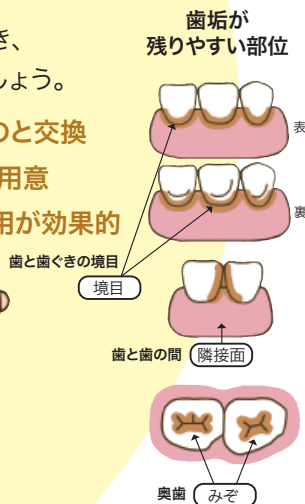 歯垢が
残りやすい部位
き、
しょう。
のと交換
用意
用が効果的
表
裏
歯と歯ぐきの境目
境目
歯と歯の間 隣接面
奥歯 みぞ